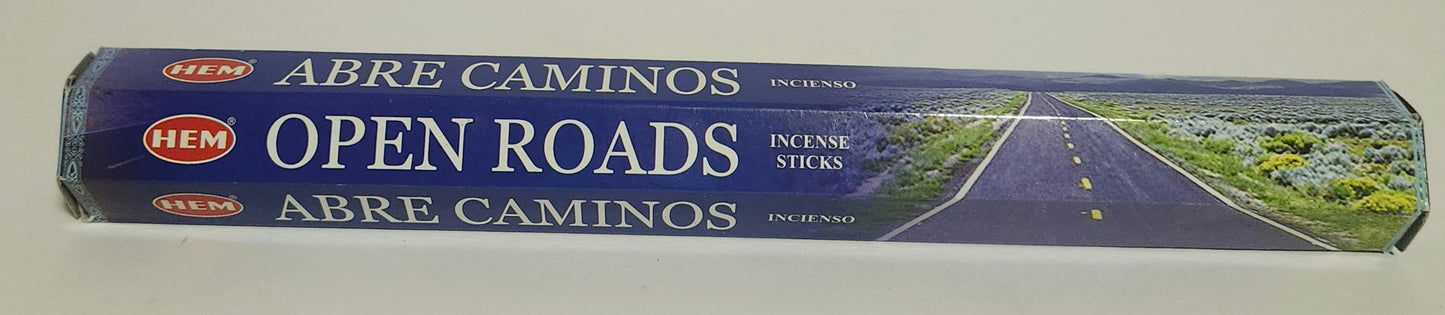 HEM ABRE CAMINOS INCIENSO
HEM® OPEN ROADS INCENSE STICKS
HEM ABRE CAMINOS INCIENSO